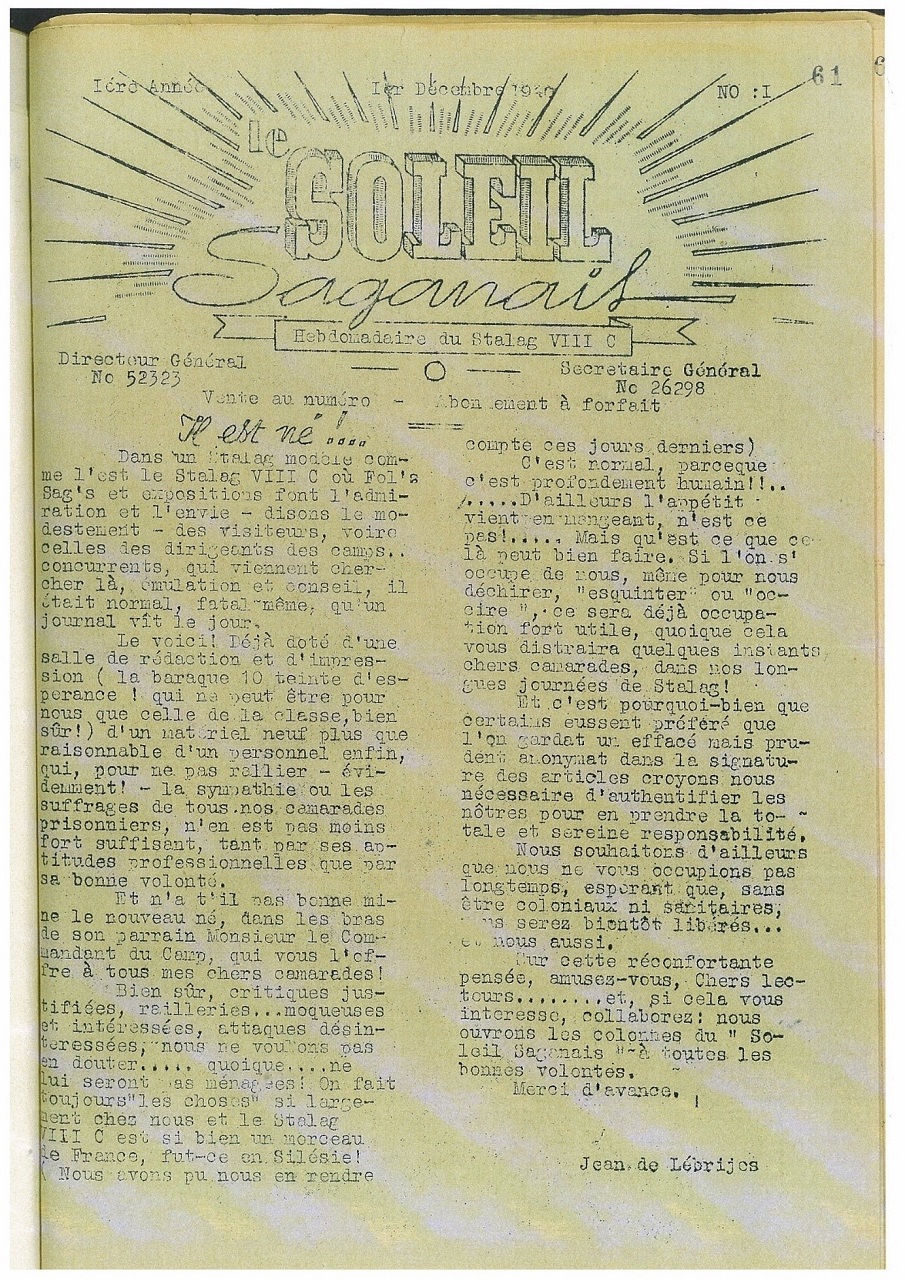 61
Ière Année
1er Décembre 1940
NO :I
le
SOLEIL
Saganais
Hebdomadaire du Stalag VIII C
Directeur Général
No 52323
Secretaire Général
No 26298
Vente au numéro - Abonnement à forfait
Il est né !....
Dans un Stalag modèle com-
me l'est le Stalag VIII C où Fol's
Sag's et expositions font l'admi-
ration et l'envie - disons le mo-
destement - des visiteurs, voire
celles des dirigeants des camps..
concurrents, qui viennent cher-
cher là, émulation et conseil, il
était normal, fatal même, qu'un
journal vît le jour.
Le voici! Déjà doté d'une
salle de rédaction et d'impres-
sion ( la baraque 10 teinte d'es-
perance ! qui ne peut être pour
nous que celle de la classe,bien
sûr!) d'un matériel neuf plus que
raisonnable d'un personnel enfin,
qui, pour ne pas rallier - évi-
demment! - la sympathie ou les
suffrages de tous nos camarades
prisonniers, n'en est pas moins
fort suffisant, tant par ses ap-
titudes professionnelles que par
sa bonne volonté.
Et n'a t'il pas bonne mi-
ne le nouveau né, dans les bras
de son parrain Monsieur le Com-
mandant du Camp, qui vous l'of-
fre à tous mes chers camarades!
Bien sûr, critiques jus-
tifiées, railleries...moqueuses
et intéressées, attaques désin-
teressées, nous ne voulons pas
en douter..... quoique....ne
lui seront pas ménagées! On fait
toujours"les choses" si large-
ment chez nous et le Stalag
VIII C est si bien un morceau
de France, fut-ce en Silésie!
Nous avons pu nous en rendre
compte ces jours derniers)
C'est normal, parceque
c'est profondement humain!!..
.....D'ailleurs l'appétit
vient en mangeant, n'est ce
pas!..... Mais qu'est ce que ce
là peut bien faire. Si l'on s'
occupe de nous, même pour nous
déchirer, "esquinter" ou "oc-
cire ", ce sera déjà occupa-
tion fort utile, quoique cela
vous distraira quelques instants
chers camarades, dans nos lon-
gues journées de Stalag!
Et c'est pourquoi-bien que
certains eussent préféré que
l'on gardat un effacé mais pru-
dent anonymat dans la signatu-
re des articles croyons nous
nécessaire d'authentifier les
nôtres pour en prendre la to-
tale et sereine responsabilité.
Nous souhaitons d'ailleurs
que nous ne vous occupions pas
longtemps, esperant que, sans
être coloniaux ni sanitaires,
vous serez bientôt libérés...
et nous aussi.
Sur cette réconfortante
pensée, amusez-vous, Chers lec-
teurs........et, si cela vous
interesse, collaborez: nous
ouvrons les colonnes du " So-
leil Saganais " à toutes les
bonnes volontés.
Merci d'avance.
Jean de Lébrijes